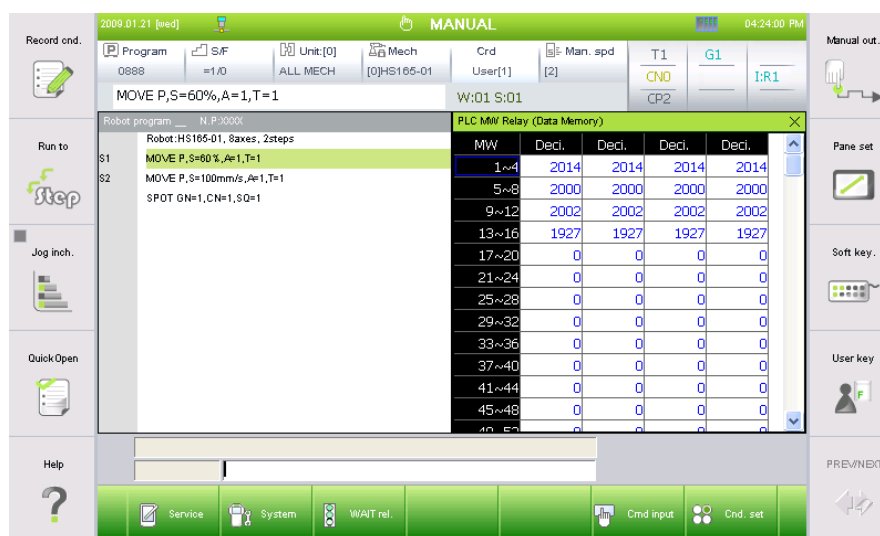 2009.01.21 [wed] MANUAL 04:24:00 PM
Record cnd.
Manual out.
P Program S/F Unit:[0] Mech Crd Man. spd T1 G1
0888 =1/0 ALL MECH [0]HS165-01 User[1] [2] CN0 I:R1
MOVE P,S=60%,A=1,T=1 W:01 S:01 CP2
Robot program __ N.P:XXXX PLC MW Relay (Data Memory)
Robot:HS165-01, 8axes, 2steps
S1 MOVE P,S=60%,A=1,T=1
S2 MOVE P,S=100mm/s,A=1,T=1
SPOT GN=1,CN=1,SQ=1
MW Deci. Deci. Deci. Deci.
1~4 2014 2014 2014 2014
5~8 2000 2000 2000 2000
9~12 2002 2002 2002 2002
13~16 1927 1927 1927 1927
17~20 0 0 0 0
21~24 0 0 0 0
25~28 0 0 0 0
29~32 0 0 0 0
33~36 0 0 0 0
37~40 0 0 0 0
41~44 0 0 0 0
45~48 0 0 0 0
Run to
Step
Jog inch.
Quick Open
Help
?
Pane set
Soft key.
User key
F
PREV/NEXT
Service System WAIT rel. Cmd input Cnd. set